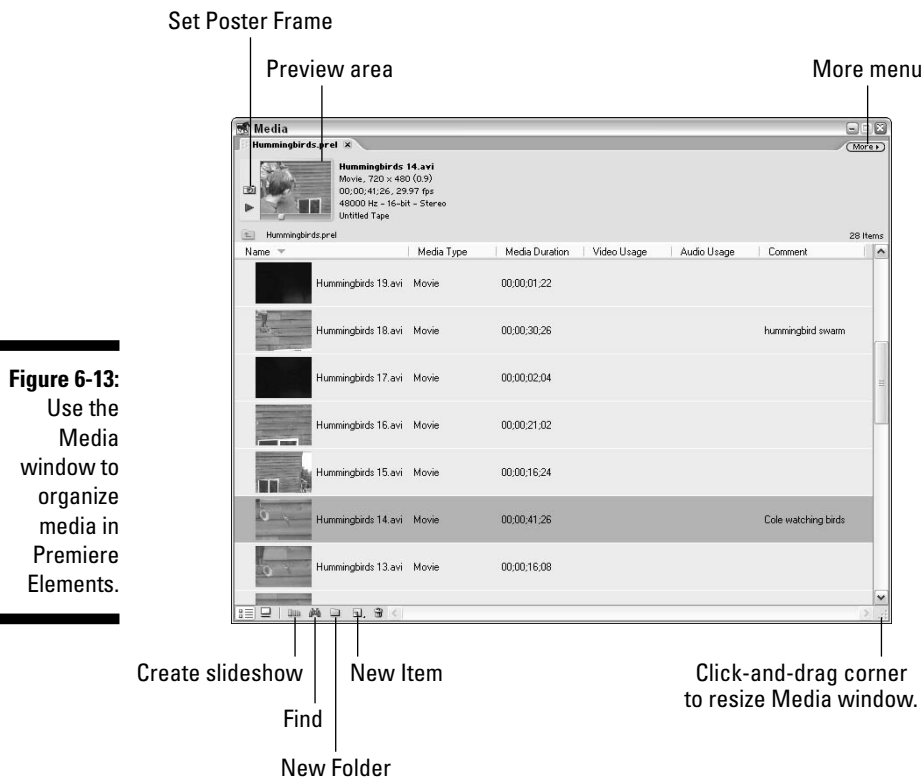 Set Poster Frame
Preview area
More menu
Media
Hummingbirds.prel
More
Hummingbirds 14.avi
Movie, 720 x 480 (0.9)
00;00;41;26, 29.97 fps
48000 Hz - 16-bit - Stereo
Untitled Tape
Hummingbirds.prel 28 Items
Name Media Type Media Duration Video Usage Audio Usage Comment
Hummingbirds 19.avi Movie 00;00;01;22
Hummingbirds 18.avi Movie 00;00;30;26 hummingbird swarm
Hummingbirds 17.avi Movie 00;00;02;04
Hummingbirds 16.avi Movie 00;00;21;02
Hummingbirds 15.avi Movie 00;00;16;24
Hummingbirds 14.avi Movie 00;00;41;26 Cole watching birds
Hummingbirds 13.avi Movie 00;00;16;08
Figure 6-13:
Use the
Media
window to
organize
media in
Premiere
Elements.
Create slideshow
New Item
Click-and-drag corner
to resize Media window.
Find
New Folder